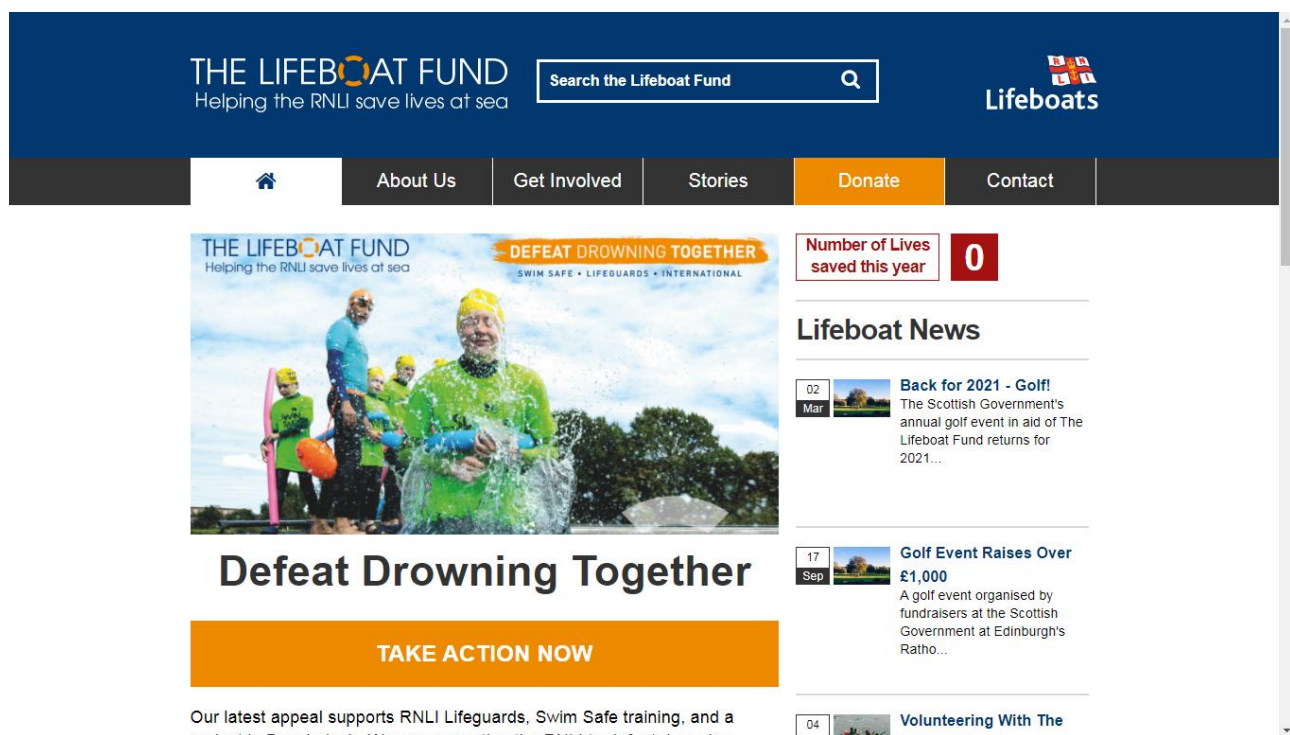 THE LIFEBOAT FUND
Helping the RNLI save lives at sea
Search the Lifeboat Fund
RNLI
Lifeboats
About Us
Get Involved
Stories
Donate
Contact
THE LIFEBOAT FUND
Helping the RNLI save lives at sea
DEFEAT DROWNING TOGETHER
SWIM SAFE • LIFEGUARDS • INTERNATIONAL
Defeat Drowning Together
TAKE ACTION NOW
Our latest appeal supports RNLI Lifeguards, Swim Safe training, and a
Number of Lives
saved this year
0
Lifeboat News
02
Mar
Back for 2021 - Golf!
The Scottish Government's
annual golf event in aid of The
Lifeboat Fund returns for
2021...
17
Sep
Golf Event Raises Over
£1,000
A golf event organised by
fundraisers at the Scottish
Government at Edinburgh's
Ratho...
04
Volunteering With The